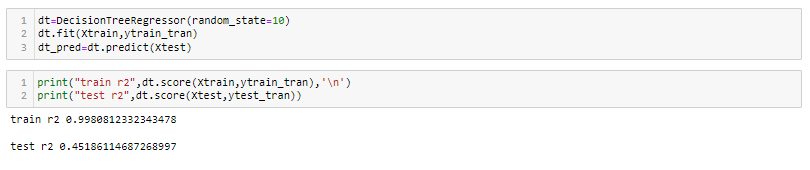 1 dt=DecisionTreeRegressor(random_state=10)
2 dt.fit(Xtrain,ytrain_tran)
3 dt_pred=dt.predict(Xtest)
1 print("train r2",dt.score(Xtrain,ytrain_tran),'\n')
2 print("test r2",dt.score(Xtest,ytest_tran))
train r2 0.9980812332343478
test r2 0.45186114687268997